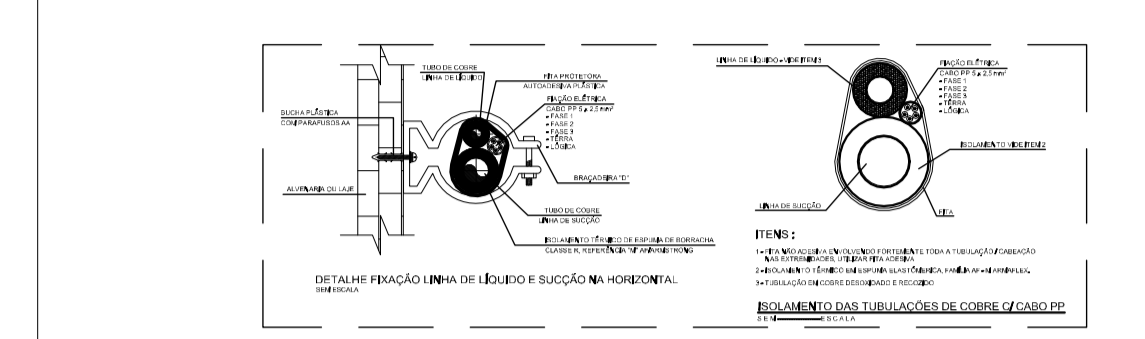 TUBO DE COBRE
LINHA DE LÍQUIDO
FITA PROTETORA
AUTOADESIVA PLÁSTICA
FIAÇÃO ELÉTRICA
CABO PP 5 x 2,5 mm²
- FASE 1
- FASE 2
- FASE 3
- TERRA
- LÓGICA
BUCHA PLÁSTICA
COM PARAFUSOS AA
BRAÇADEIRA "D"
ALVENARIA OU LAJE
TUBO DE COBRE
LINHA DE SUCÇÃO
ISOLAMENTO TÉRMICO DE ESPUMA DE BORRACHA
CLASSE R, REFERÊNCIA "M" AF/ARMSTRONG
DETALHE FIXAÇÃO LINHA DE LÍQUIDO E SUCÇÃO NA HORIZONTAL
SEM ESCALA
LINHA DE LÍQUIDO - VIDE ITEM 3
FIAÇÃO ELÉTRICA
CABO PP 5 x 2,5 mm²
- FASE 1
- FASE 2
- FASE 3
- TÊRRA
- LÓGICA
ISOLAMENTO VIDE ITEM 2
LINHA DE SUCÇÃO
FITA
ITENS :
1 - FITA NÃO ADESIVA ENVOLVENDO FORTEMENTE TODA A TUBULAÇÃO / CABEAÇÃO
NAS EXTREMIDADES, UTILIZAR FITA ADESIVA
2 - ISOLAMENTO TÉRMICO EM ESPUMA ELASTOMÉRICA, FAMÍLIA AF - M ARMAFLEX.
3 - TUBULAÇÃO EM COBRE DESOXIDADO E RECOZIDO
ISOLAMENTO DAS TUBULAÇÕES DE COBRE C/ CABO PP
SEM ESCALA